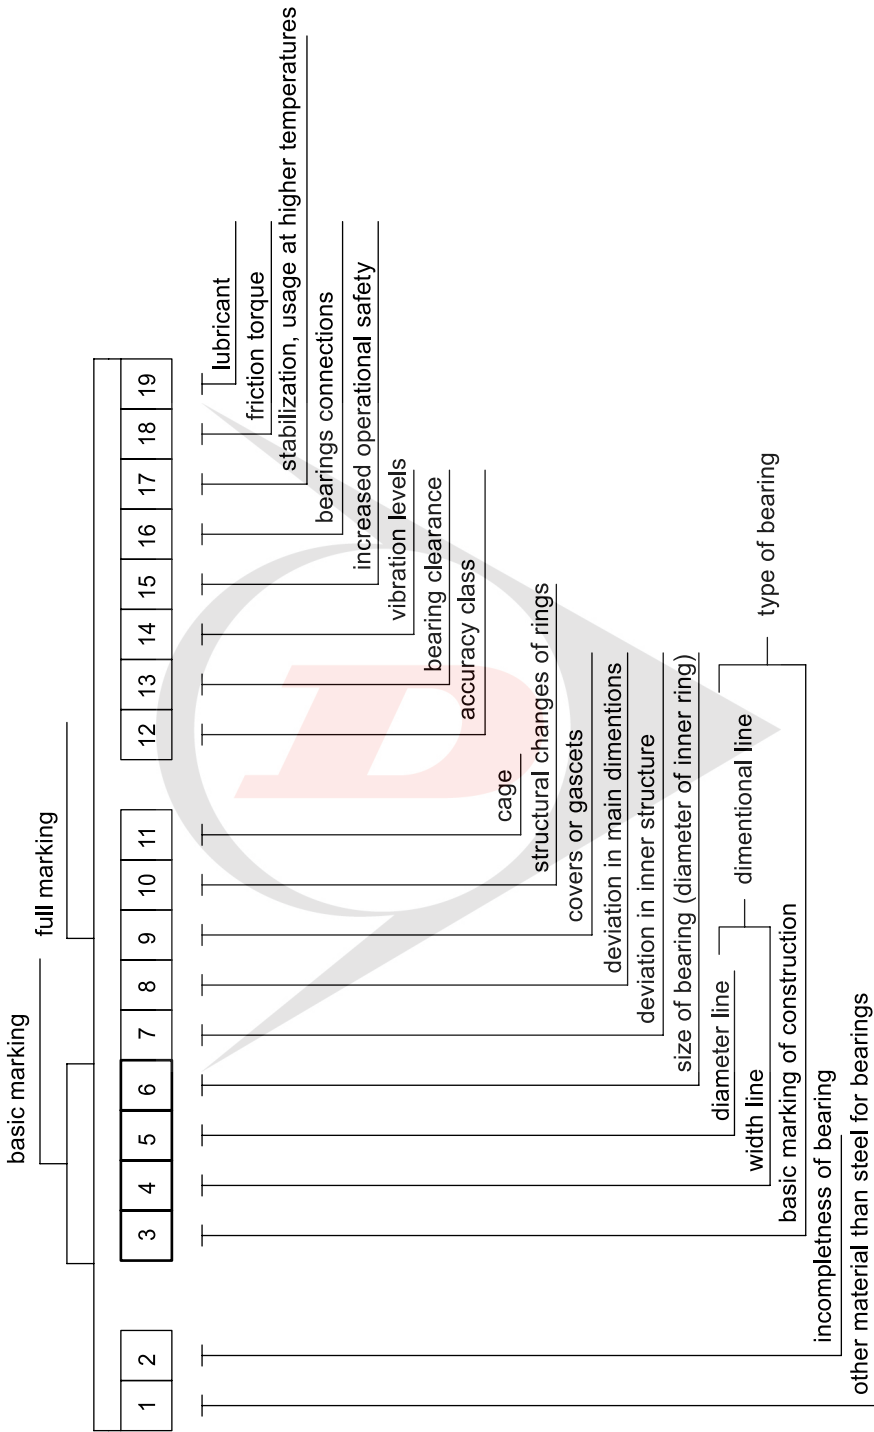 basic marking
full marking
1 2 3 4 5 6 7 8 9 10 11 12 13 14 15 16 17 18 19
lubricant
friction torque
stabilization, usage at higher temperatures
bearings connections
increased operational safety
vibration levels
bearing clearance
accuracy class
cage
structural changes of rings
covers or gascets
deviation in main dimentions
deviation in inner structure
size of bearing (diameter of inner ring)
diameter line
width line
dimentional line
basic marking of construction
type of bearing
incompletness of bearing
other material than steel for bearings
D